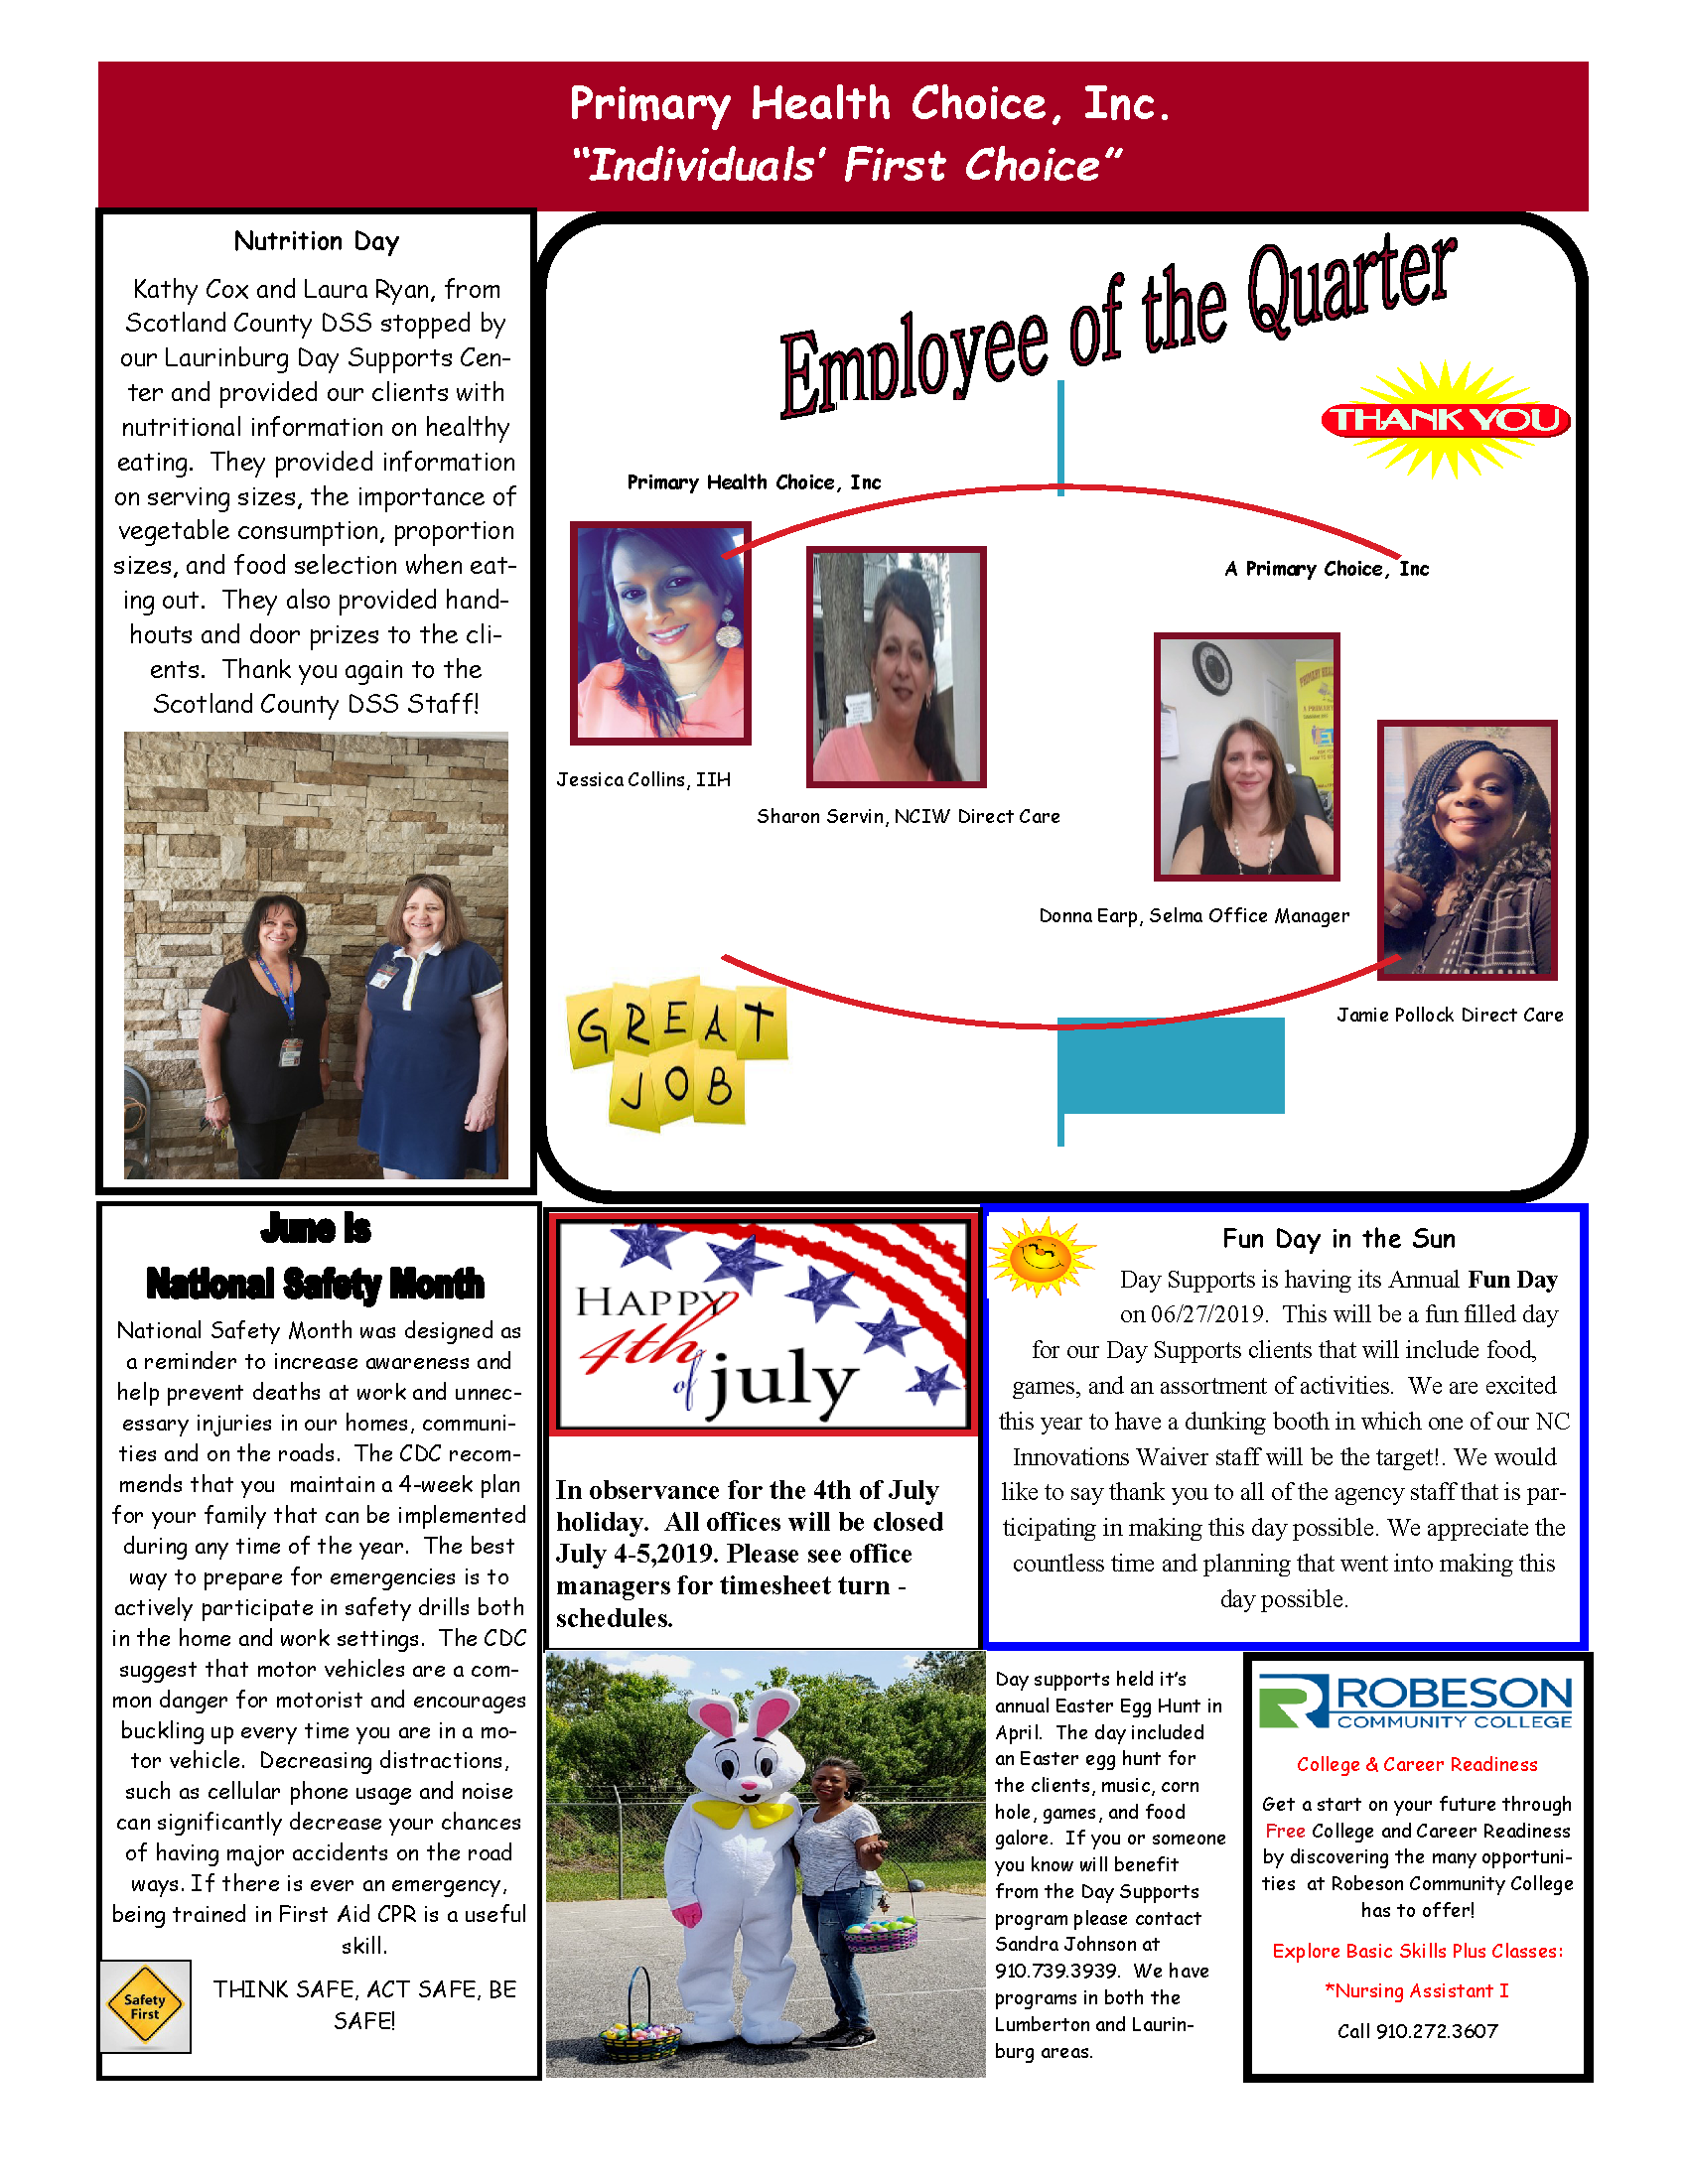 Primary Health Choice, Inc.
“Individuals’ First Choice”
Nutrition Day
Kathy Cox and Laura Ryan, from
Scotland County DSS stopped by
our Laurinburg Day Supports Cen-
ter and provided our clients with
nutritional information on healthy
eating.  They provided information
on serving sizes, the importance of
vegetable consumption, proportion
sizes, and food selection when eat-
ing out.  They also provided hand-
houts and door prizes to the cli-
ents.  Thank you again to the
Scotland County DSS Staff!
Employee of the Quarter
THANK YOU
Primary Health Choice, Inc
A Primary Choice, Inc
Jessica Collins, IIH
Sharon Servin, NCIW Direct Care
Donna Earp, Selma Office Manager
Jamie Pollock Direct Care
GREAT
JOB
June is
National Safety Month
National Safety Month was designed as
a reminder to increase awareness and
help prevent deaths at work and unnec-
essary injuries in our homes, communi-
ties and on the roads.  The CDC recom-
mends that you  maintain a 4-week plan
for your family that can be implemented
during any time of the year.  The best
way to prepare for emergencies is to
actively participate in safety drills both
in the home and work settings.  The CDC
suggest that motor vehicles are a com-
mon danger for motorist and encourages
buckling up every time you are in a mo-
tor vehicle.  Decreasing distractions,
such as cellular phone usage and noise
can significantly decrease your chances
of having major accidents on the road
ways. If there is ever an emergency,
being trained in First Aid CPR is a useful
skill.
THINK SAFE, ACT SAFE, BE
SAFE!
Safety
First
HAPPY
4th
of july
In observance for the 4th of July
holiday.  All offices will be closed
July 4-5,2019. Please see office
managers for timesheet turn -
schedules.
Fun Day in the Sun
Day Supports is having its Annual Fun Day
on 06/27/2019.  This will be a fun filled day
for our Day Supports clients that will include food,
games, and an assortment of activities.  We are excited
this year to have a dunking booth in which one of our NC
Innovations Waiver staff will be the target!. We would
like to say thank you to all of the agency staff that is par-
ticipating in making this day possible. We appreciate the
countless time and planning that went into making this
day possible.
Day supports held it’s
annual Easter Egg Hunt in
April.  The day included
an Easter egg hunt for
the clients, music, corn
hole, games, and food
galore.  If you or someone
you know will benefit
from the Day Supports
program please contact
Sandra Johnson at
910.739.3939.  We have
programs in both the
Lumberton and Laurin-
burg areas.
ROBESON
COMMUNITY COLLEGE
College & Career Readiness
Get a start on your future through
Free College and Career Readiness
by discovering the many opportuni-
ties  at Robeson Community College
has to offer!
Explore Basic Skills Plus Classes:
*Nursing Assistant I
Call 910.272.3607